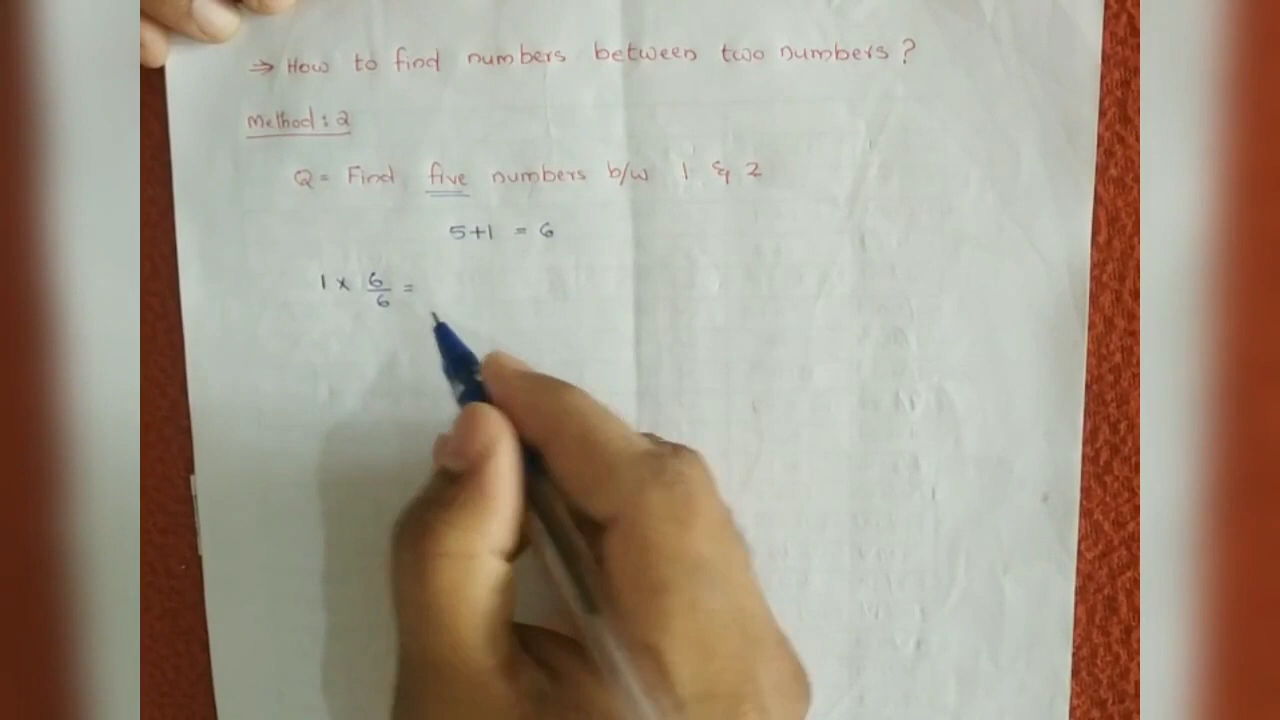 ⇒ How to find numbers between two numbers?
Method: 2
Q = Find five numbers b/w 1 & 2
5+1 = 6
1 × 6/6 =